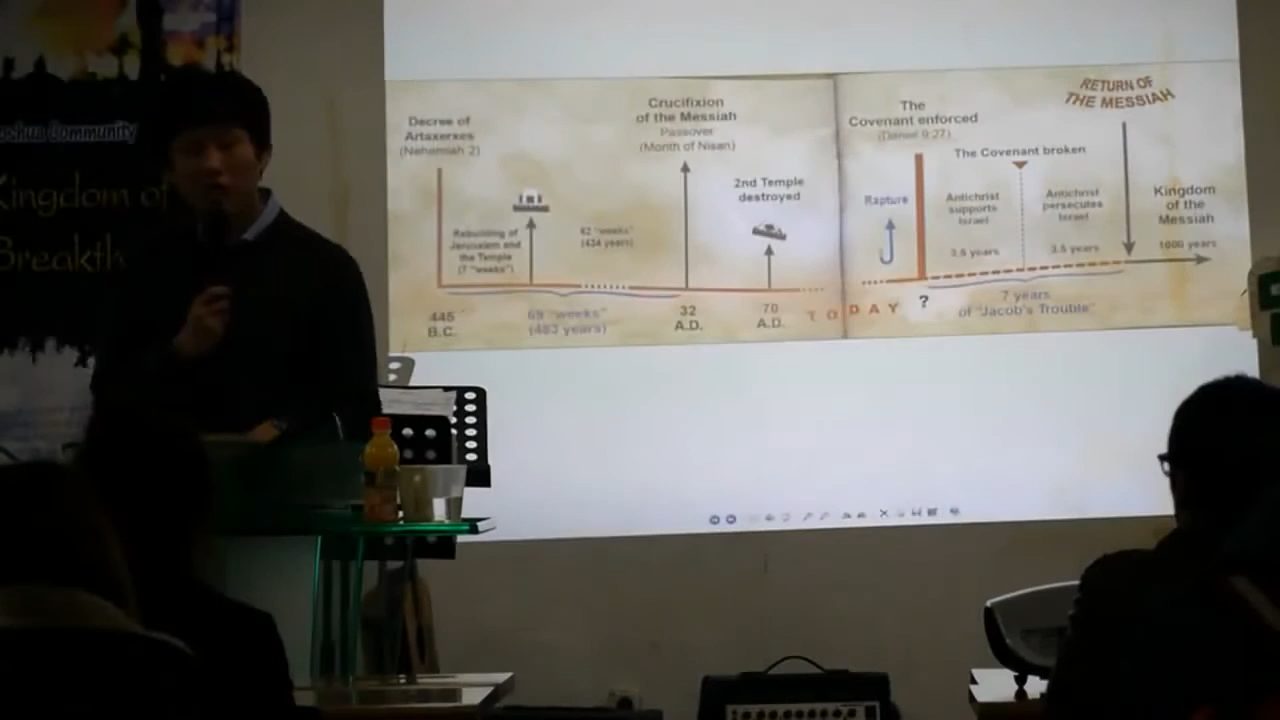 oshua Community
Kingdom of
Breakth
Decree of
Artaxerxes
(Nehemiah 2)
Rebuilding of
Jerusalem and
the Temple
(7 "weeks")
62 "weeks"
(434 years)
Crucifixion
of the Messiah
Passover
(Month of Nisan)
2nd Temple
destroyed
445
B.C.
69 "weeks"
(483 years)
32
A.D.
70
A.D.
TODAY
Rapture
The
Covenant enforced
(Daniel 9:27)
The Covenant broken
Antichrist
supports
Israel
3.5 years
Antichrist
persecutes
Israel
3.5 years
?
7 years
of "Jacob's Trouble"
RETURN OF
THE MESSIAH
Kingdom
of the
Messiah
1000 years